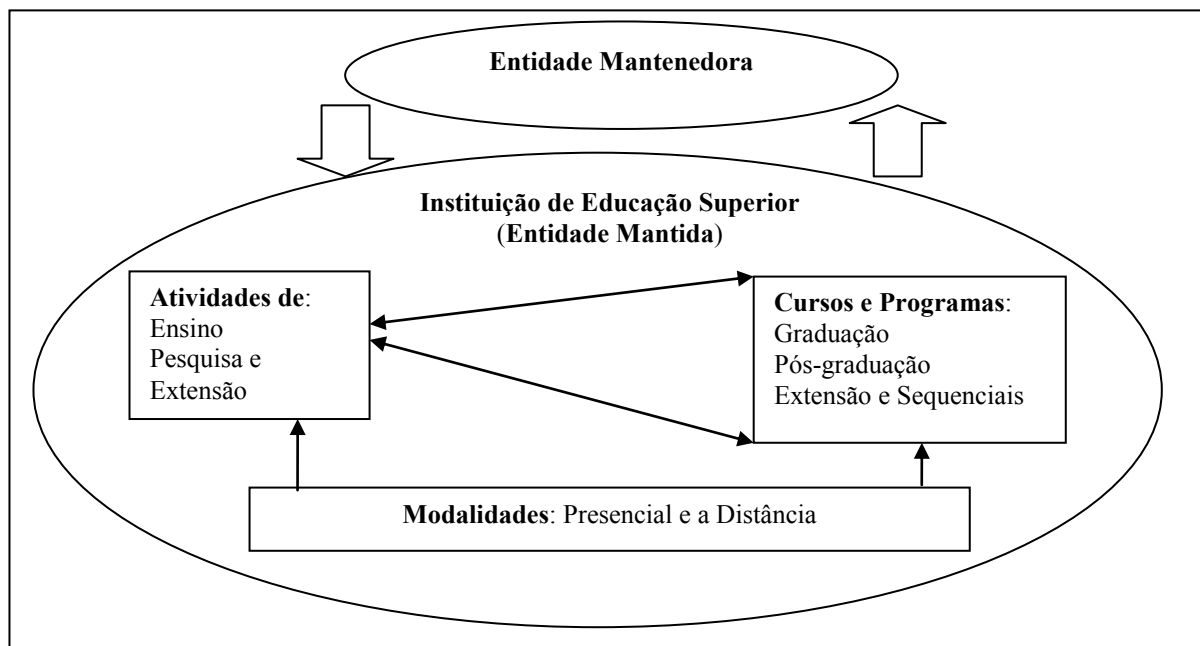 Entidade Mantenedora
Instituição de Educação Superior
(Entidade Mantida)
Atividades de:
Ensino
Pesquisa e
Extensão
Cursos e Programas:
Graduação
Pós-graduação
Extensão e Sequenciais
Modalidades: Presencial e a Distância